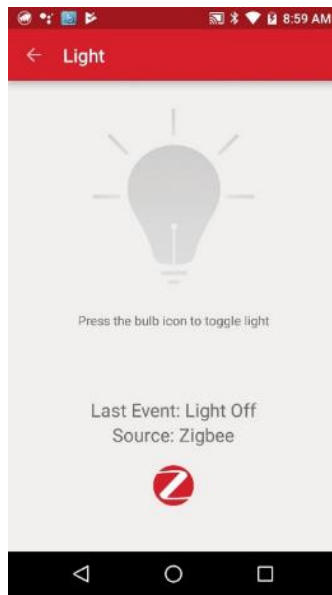 8:59 AM
Light
Press the bulb icon to toggle light
Last Event: Light Off
Source: Zigbee